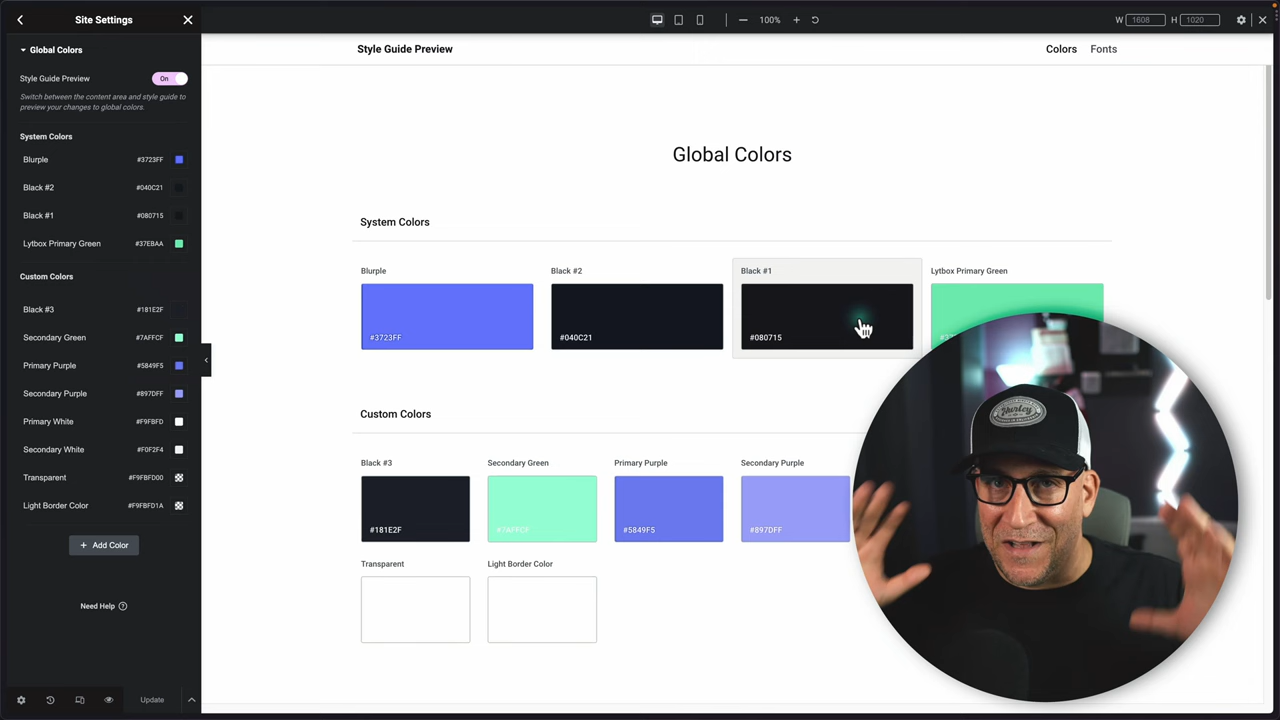 Site Settings
100%
W 1608 H 1020
Global Colors
Style Guide Preview
On
Switch between the content area and style guide to
preview your changes to global colors.
System Colors
Blurple #3723FF
Black #2 #040C21
Black #1 #080715
Lytbox Primary Green #37EBAA
Custom Colors
Black #3 #181E2F
Secondary Green #7AFFCF
Primary Purple #5849F5
Secondary Purple #897DFF
Primary White #F9FBFD
Secondary White #F0F2F4
Transparent #F9FBFD00
Light Border Color #F9FBFD1A
+ Add Color
Need Help ?
Update
Style Guide Preview
Colors Fonts
Global Colors
System Colors
Blurple Black #2 Black #1 Lytbox Primary Green
#3723FF #040C21 #080715
Custom Colors
Black #3 Secondary Green Primary Purple Secondary Purple
#181E2F #7AFFCF #5849F5 #897DFF
Transparent Light Border Color
Hurley